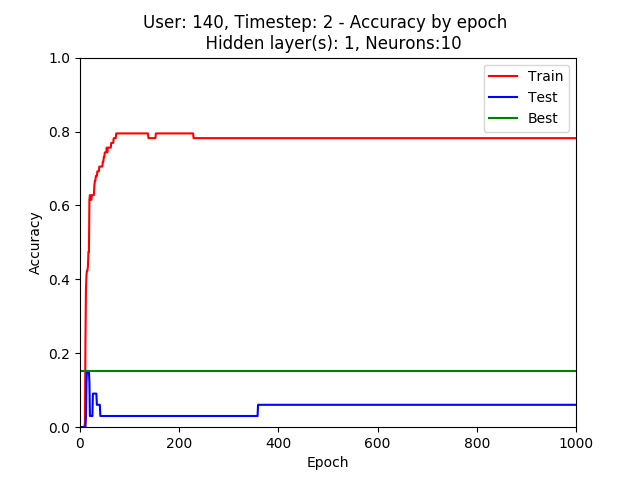 User: 140, Timestep: 2 - Accuracy by epoch
Hidden layer(s): 1, Neurons:10
1.0
Train
Test
Best
0.8
0.6
Accuracy
0.4
0.2
0.0
0 200 400 600 800 1000
Epoch